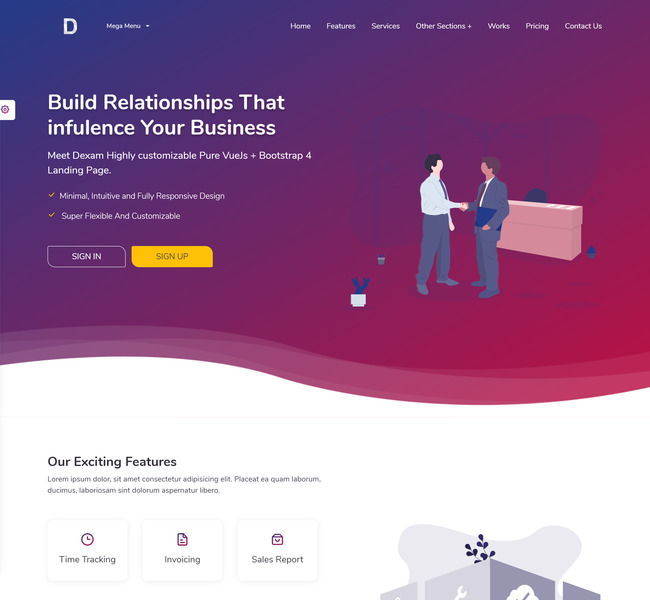 D
Mega Menu
Home
Features
Services
Other Sections +
Works
Pricing
Contact Us
Build Relationships That
infulence Your Business
Meet Dexam Highly customizable Pure VueJs + Bootstrap 4
Landing Page.
Minimal, Intuitive and Fully Responsive Design
Super Flexible And Customizable
SIGN IN
SIGN UP
Our Exciting Features
Lorem ipsum dolor, sit amet consectetur adipisicing elit. Placeat ea quam laborum,
ducimus, laboriosam sint dolorum aspernatur libero.
Time Tracking
Invoicing
Sales Report